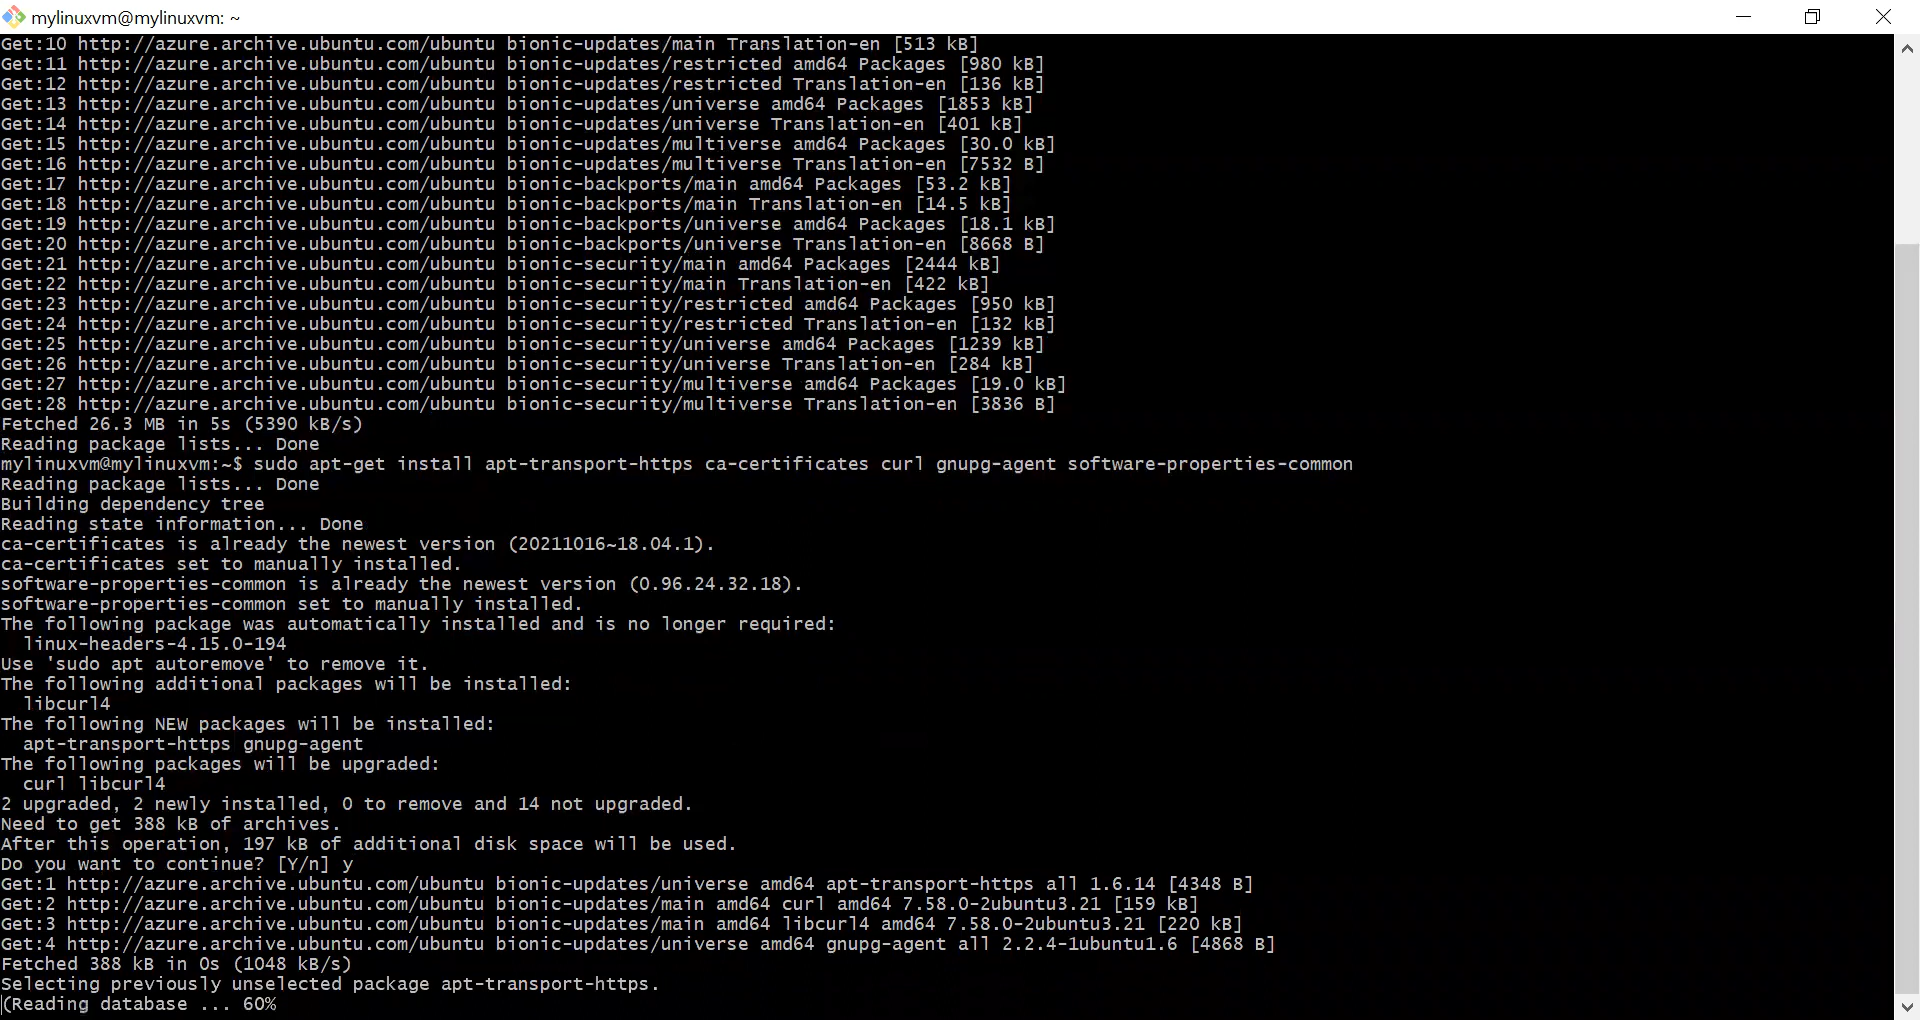 mylinuxvm@mylinuxvm: ~
Get:10 http://azure.archive.ubuntu.com/ubuntu bionic-updates/main Translation-en [513 kB]
Get:11 http://azure.archive.ubuntu.com/ubuntu bionic-updates/restricted amd64 Packages [980 kB]
Get:12 http://azure.archive.ubuntu.com/ubuntu bionic-updates/restricted Translation-en [136 kB]
Get:13 http://azure.archive.ubuntu.com/ubuntu bionic-updates/universe amd64 Packages [1853 kB]
Get:14 http://azure.archive.ubuntu.com/ubuntu bionic-updates/universe Translation-en [401 kB]
Get:15 http://azure.archive.ubuntu.com/ubuntu bionic-updates/multiverse amd64 Packages [30.0 kB]
Get:16 http://azure.archive.ubuntu.com/ubuntu bionic-updates/multiverse Translation-en [7532 B]
Get:17 http://azure.archive.ubuntu.com/ubuntu bionic-backports/main amd64 Packages [53.2 kB]
Get:18 http://azure.archive.ubuntu.com/ubuntu bionic-backports/main Translation-en [14.5 kB]
Get:19 http://azure.archive.ubuntu.com/ubuntu bionic-backports/universe amd64 Packages [18.1 kB]
Get:20 http://azure.archive.ubuntu.com/ubuntu bionic-backports/universe Translation-en [8668 B]
Get:21 http://azure.archive.ubuntu.com/ubuntu bionic-security/main amd64 Packages [2444 kB]
Get:22 http://azure.archive.ubuntu.com/ubuntu bionic-security/main Translation-en [422 kB]
Get:23 http://azure.archive.ubuntu.com/ubuntu bionic-security/restricted amd64 Packages [950 kB]
Get:24 http://azure.archive.ubuntu.com/ubuntu bionic-security/restricted Translation-en [132 kB]
Get:25 http://azure.archive.ubuntu.com/ubuntu bionic-security/universe amd64 Packages [1239 kB]
Get:26 http://azure.archive.ubuntu.com/ubuntu bionic-security/universe Translation-en [284 kB]
Get:27 http://azure.archive.ubuntu.com/ubuntu bionic-security/multiverse amd64 Packages [19.0 kB]
Get:28 http://azure.archive.ubuntu.com/ubuntu bionic-security/multiverse Translation-en [3836 B]
Fetched 26.3 MB in 5s (5390 kB/s)
Reading package lists... Done
mylinuxvm@mylinuxvm:~$ sudo apt-get install apt-transport-https ca-certificates curl gnupg-agent software-properties-common
Reading package lists... Done
Building dependency tree
Reading state information... Done
ca-certificates is already the newest version (20211016~18.04.1).
ca-certificates set to manually installed.
software-properties-common is already the newest version (0.96.24.32.18).
software-properties-common set to manually installed.
The following package was automatically installed and is no longer required:
  linux-headers-4.15.0-194
Use 'sudo apt autoremove' to remove it.
The following additional packages will be installed:
  libcurl4
The following NEW packages will be installed:
  apt-transport-https gnupg-agent
The following packages will be upgraded:
  curl libcurl4
2 upgraded, 2 newly installed, 0 to remove and 14 not upgraded.
Need to get 388 kB of archives.
After this operation, 197 kB of additional disk space will be used.
Do you want to continue? [Y/n] y
Get:1 http://azure.archive.ubuntu.com/ubuntu bionic-updates/universe amd64 apt-transport-https all 1.6.14 [4348 B]
Get:2 http://azure.archive.ubuntu.com/ubuntu bionic-updates/main amd64 curl amd64 7.58.0-2ubuntu3.21 [159 kB]
Get:3 http://azure.archive.ubuntu.com/ubuntu bionic-updates/main amd64 libcurl4 amd64 7.58.0-2ubuntu3.21 [220 kB]
Get:4 http://azure.archive.ubuntu.com/ubuntu bionic-updates/universe amd64 gnupg-agent all 2.2.4-1ubuntu1.6 [4868 B]
Fetched 388 kB in 0s (1048 kB/s)
Selecting previously unselected package apt-transport-https.
(Reading database ... 60%